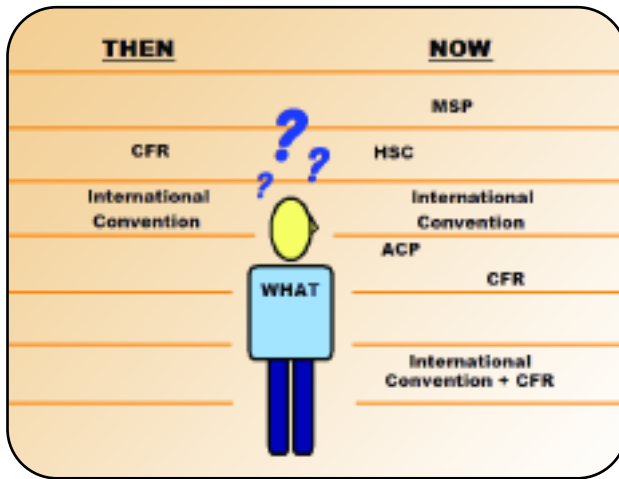 THEN
NOW
MSP
?
CFR
?
HSC
?
International
Convention
International
Convention
ACP
CFR
WHAT
International
Convention + CFR